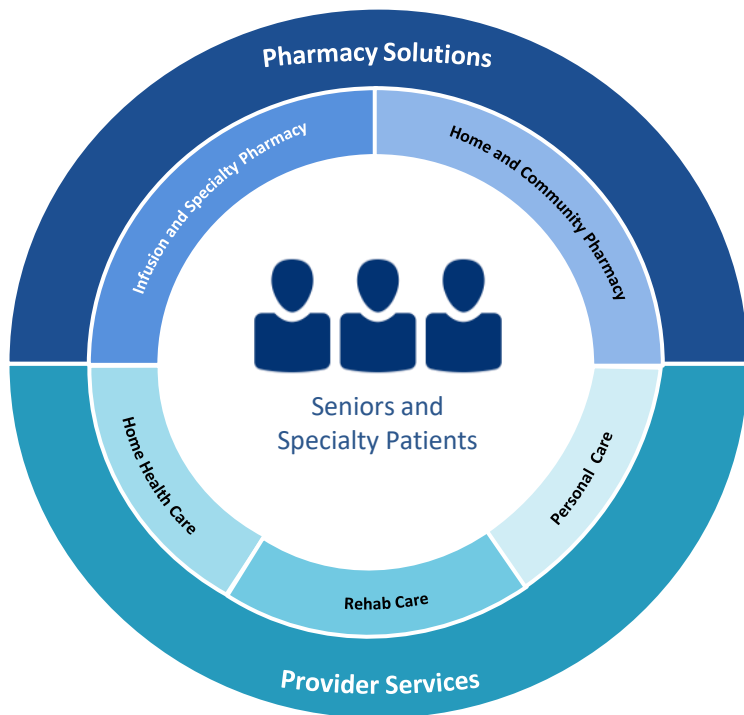 Pharmacy Solutions
Infusion and Specialty Pharmacy
Home and Community Pharmacy
Seniors and
Specialty Patients
Home Health Care
Personal Care
Rehab Care
Provider Services